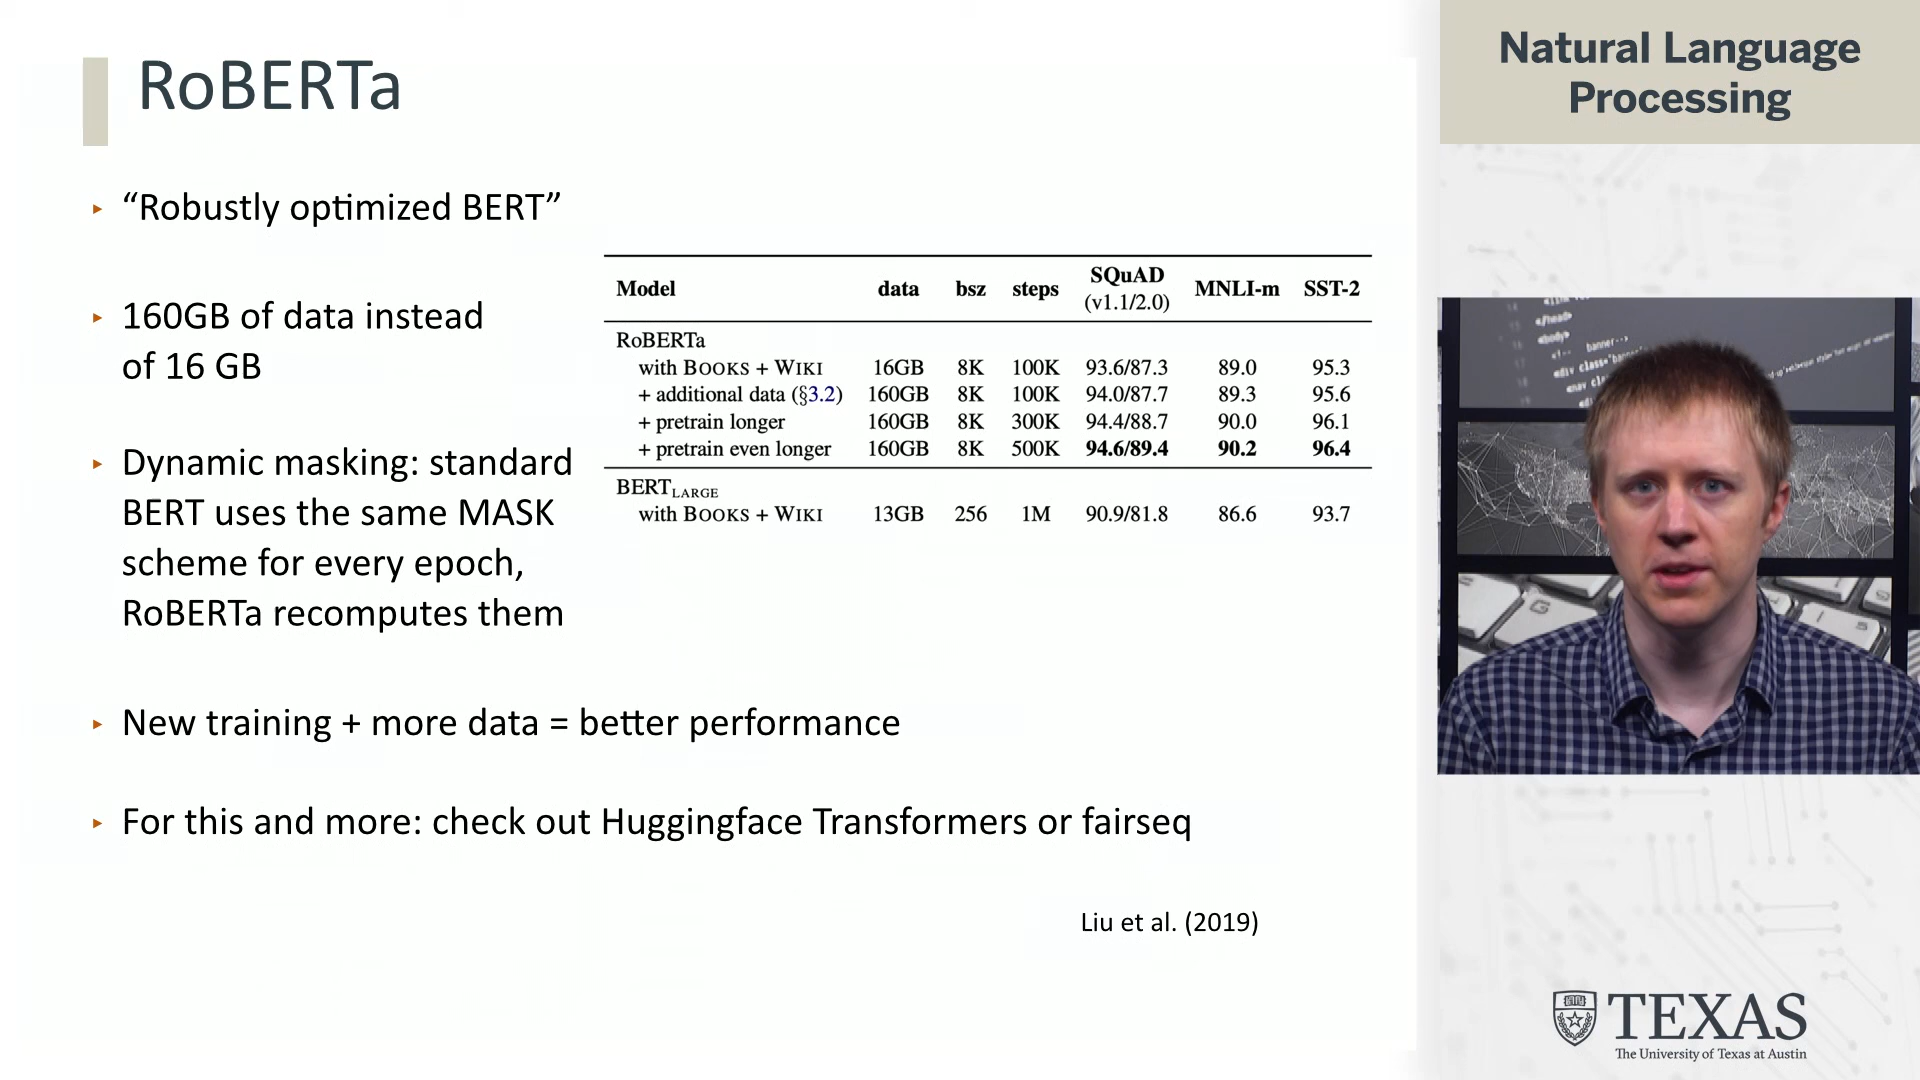 RoBERTa
“Robustly optimized BERT”
160GB of data instead
of 16 GB
Dynamic masking: standard
BERT uses the same MASK
scheme for every epoch,
RoBERTa recomputes them
New training + more data = better performance
For this and more: check out Huggingface Transformers or fairseq
Model data bsz steps SQuAD (v1.1/2.0) MNLI-m SST-2
RoBERTa
with BOOKS + WIKI 16GB 8K 100K 93.6/87.3 89.0 95.3
+ additional data (§3.2) 160GB 8K 100K 94.0/87.7 89.3 95.6
+ pretrain longer 160GB 8K 300K 94.4/88.7 90.0 96.1
+ pretrain even longer 160GB 8K 500K 94.6/89.4 90.2 96.4
BERTLARGE
with BOOKS + WIKI 13GB 256 1M 90.9/81.8 86.6 93.7
Liu et al. (2019)
Natural Language
Processing
TEXAS
The University of Texas at Austin